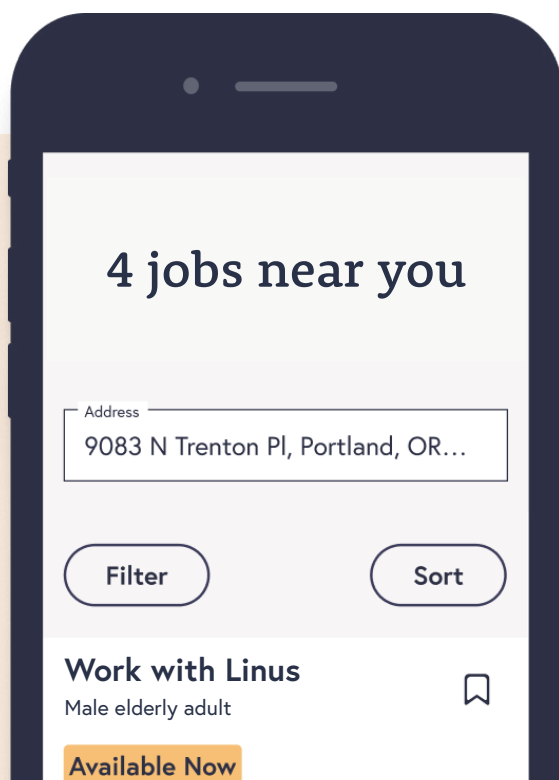 4 jobs near you
Address
9083 N Trenton Pl, Portland, OR...
Filter
Sort
Work with Linus
Male elderly adult
Available Now